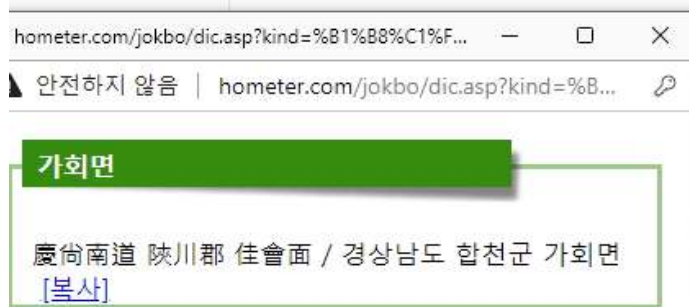 hometer.com/jokbo/dic.asp?kind=%B1%B8%C1%F...
안전하지 않음 | hometer.com/jokbo/dic.asp?kind=%B...
가회면
慶尙南道 陜川郡 佳會面 / 경상남도 합천군 가회면
[복사]